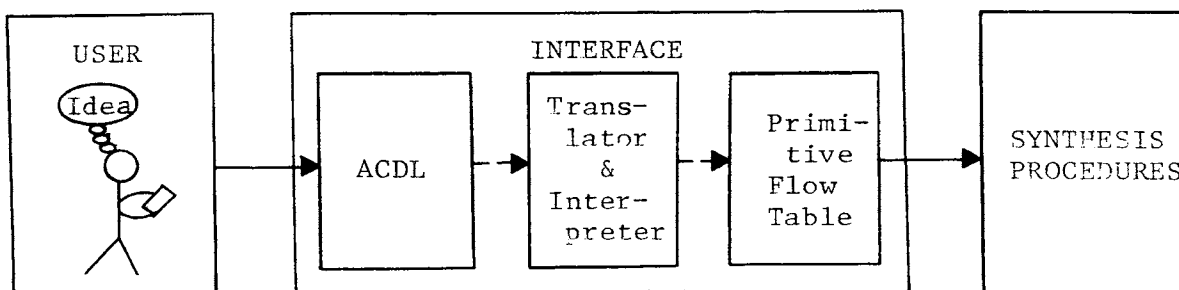 USER
Idea
INTERFACE
ACDL
Trans-
lator
&
Inter-
preter
Primi-
tive
Flow
Table
SYNTHESIS
PROCEDURES